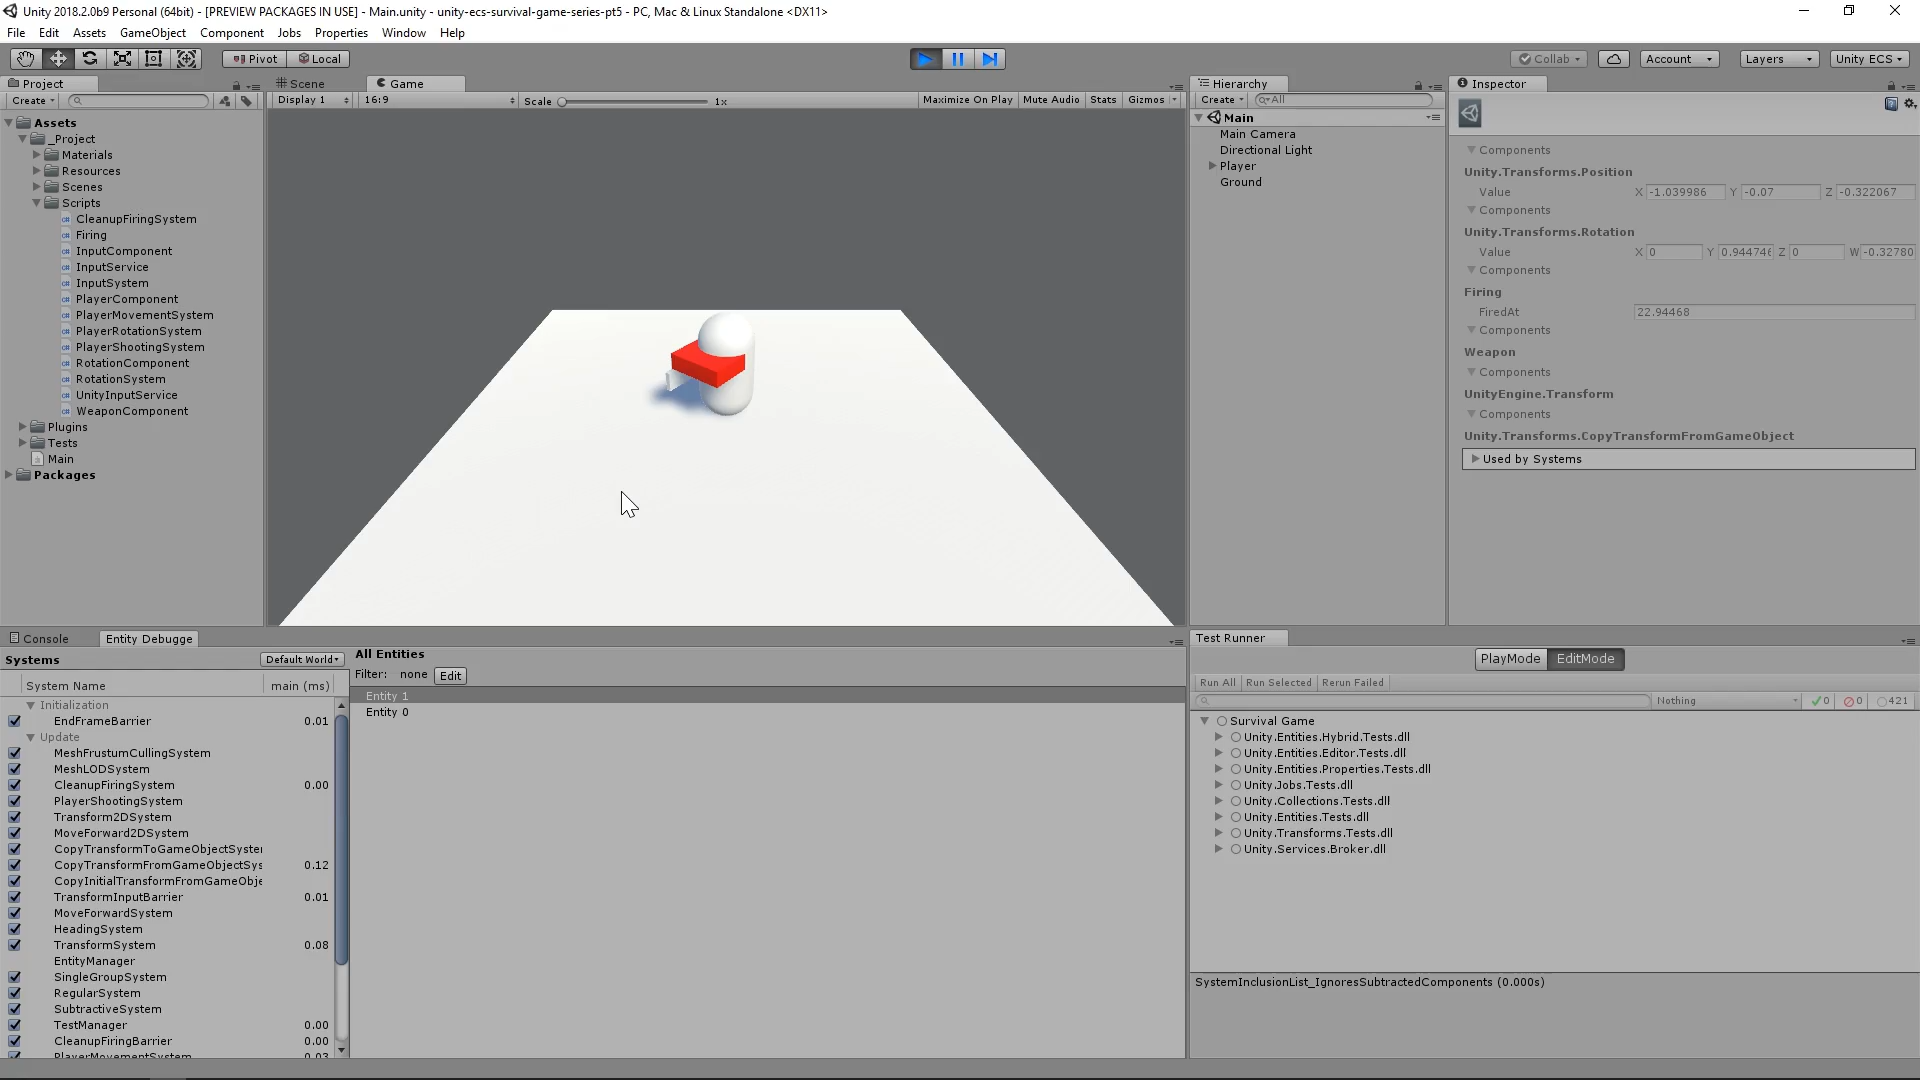 Unity 2018.2.0b9 Personal (64bit) - [PREVIEW PACKAGES IN USE] - Main.unity - unity-ecs-survival-game-series-pt5 - PC, Mac & Linux Standalone <DX11>
File Edit Assets GameObject Component Jobs Properties Window Help
Pivot Local Collab Account Layers Unity ECS
Project
Create
Assets
_Project
Materials
Resources
Scenes
Scripts
CleanupFiringSystem
Firing
InputComponent
InputService
InputSystem
PlayerComponent
PlayerMovementSystem
PlayerRotationSystem
PlayerShootingSystem
RotationComponent
RotationSystem
UnityInputService
WeaponComponent
Plugins
Tests
Main
Packages
Scene Game
Display 1 16:9 Scale 1x Maximize On Play Mute Audio Stats Gizmos
Hierarchy
Create All
Main
Main Camera
Directional Light
Player
Ground
Inspector
Components
Unity.Transforms.Position
Value X -1.039986 Y -0.07 Z -0.322067
Components
Unity.Transforms.Rotation
Value X 0 Y 0.944746 Z 0 W -0.32780
Components
Firing
FiredAt 22.94468
Components
Weapon
Components
UnityEngine.Transform
Components
Unity.Transforms.CopyTransformFromGameObject
Used by Systems
Console Entity Debugge
Systems Default World
System Name main (ms)
Initialization
EndFrameBarrier 0.01
Update
MeshFrustumCullingSystem
MeshLODSystem
CleanupFiringSystem 0.00
PlayerShootingSystem
Transform2DSystem
MoveForward2DSystem
CopyTransformToGameObjectSyster
CopyTransformFromGameObjectSys 0.12
CopyInitialTransformFromGameObje
TransformInputBarrier 0.01
MoveForwardSystem
HeadingSystem
TransformSystem 0.08
EntityManager
SingleGroupSystem
RegularSystem
SubtractiveSystem
TestManager 0.00
CleanupFiringBarrier 0.00
PlayerMovementSystem 0.03
All Entities
Filter: none Edit
Entity 1
Entity 0
Test Runner
PlayMode EditMode
Run All Run Selected Rerun Failed
Nothing 0 0 421
Survival Game
Unity.Entities.Hybrid.Tests.dll
Unity.Entities.Editor.Tests.dll
Unity.Entities.Properties.Tests.dll
Unity.Jobs.Tests.dll
Unity.Collections.Tests.dll
Unity.Entities.Tests.dll
Unity.Transforms.Tests.dll
Unity.Services.Broker.dll
SystemInclusionList_IgnoresSubtractedComponents (0.000s)